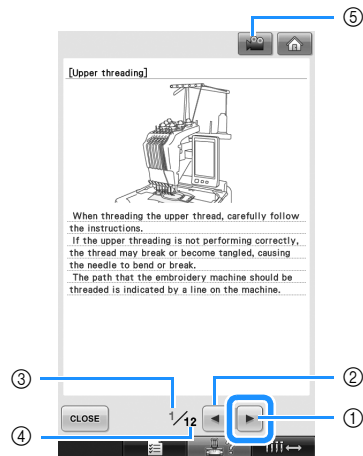 ⑤
[Upper threading]
When threading the upper thread, carefully follow
the instructions.
If the upper threading is not performing correctly,
the thread may break or become tangled, causing
the needle to bend or break.
The path that the embroidery machine should be
threaded is indicated by a line on the machine.
③
②
CLOSE
1/12
①
④
?